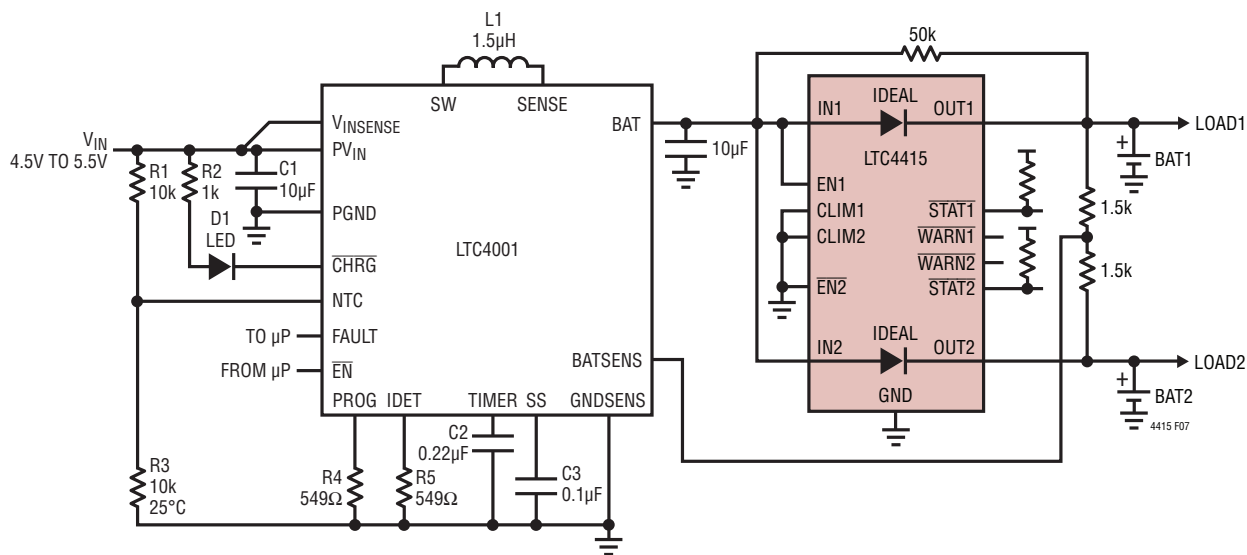 L1
1.5µH
50k
SW
SENSE
VIN
4.5V TO 5.5V
VINSENSE
PVIN
R1
10k
R2
1k
C1
10µF
D1
LED
PGND
CHRG
NTC
TO µP
FAULT
FROM µP
EN
LTC4001
BAT
BATSENS
PROG
IDET
TIMER
SS
GNDSENS
R3
10k
25°C
R4
549Ω
R5
549Ω
C2
0.22µF
C3
0.1µF
10µF
IN1
IDEAL
OUT1
LTC4415
EN1
CLIM1
CLIM2
EN2
STAT1
WARN1
WARN2
STAT2
IN2
IDEAL
OUT2
GND
LOAD1
+
BAT1
1.5k
1.5k
LOAD2
+
BAT2
4415 F07